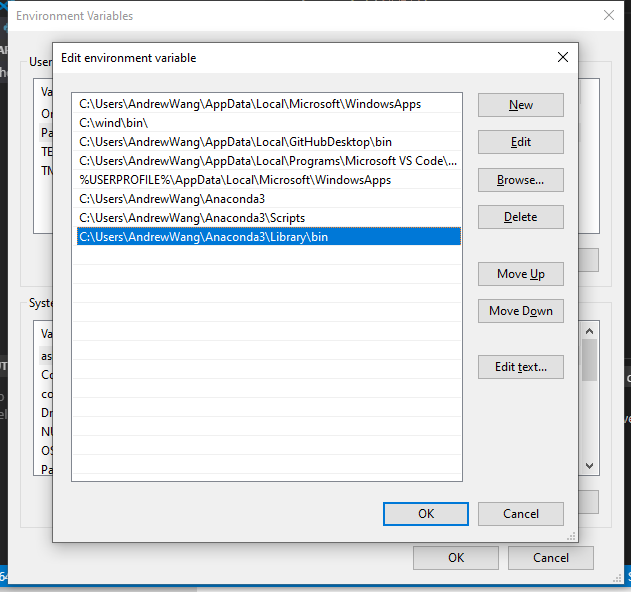 Environment Variables
Edit environment variable
User
Va
On
Pa
TE
TN
C:\Users\AndrewWang\AppData\Local\Microsoft\WindowsApps
C:\wind\bin\
C:\Users\AndrewWang\AppData\Local\GitHubDesktop\bin
C:\Users\AndrewWang\AppData\Local\Programs\Microsoft VS Code\...
%USERPROFILE%\AppData\Local\Microsoft\WindowsApps
C:\Users\AndrewWang\Anaconda3
C:\Users\AndrewWang\Anaconda3\Scripts
C:\Users\AndrewWang\Anaconda3\Library\bin
New
Edit
Browse...
Delete
Move Up
Move Down
Edit text...
Syste
Va
as
Co
co
Dr
NU
OS
Pa
OK
Cancel
OK
Cancel